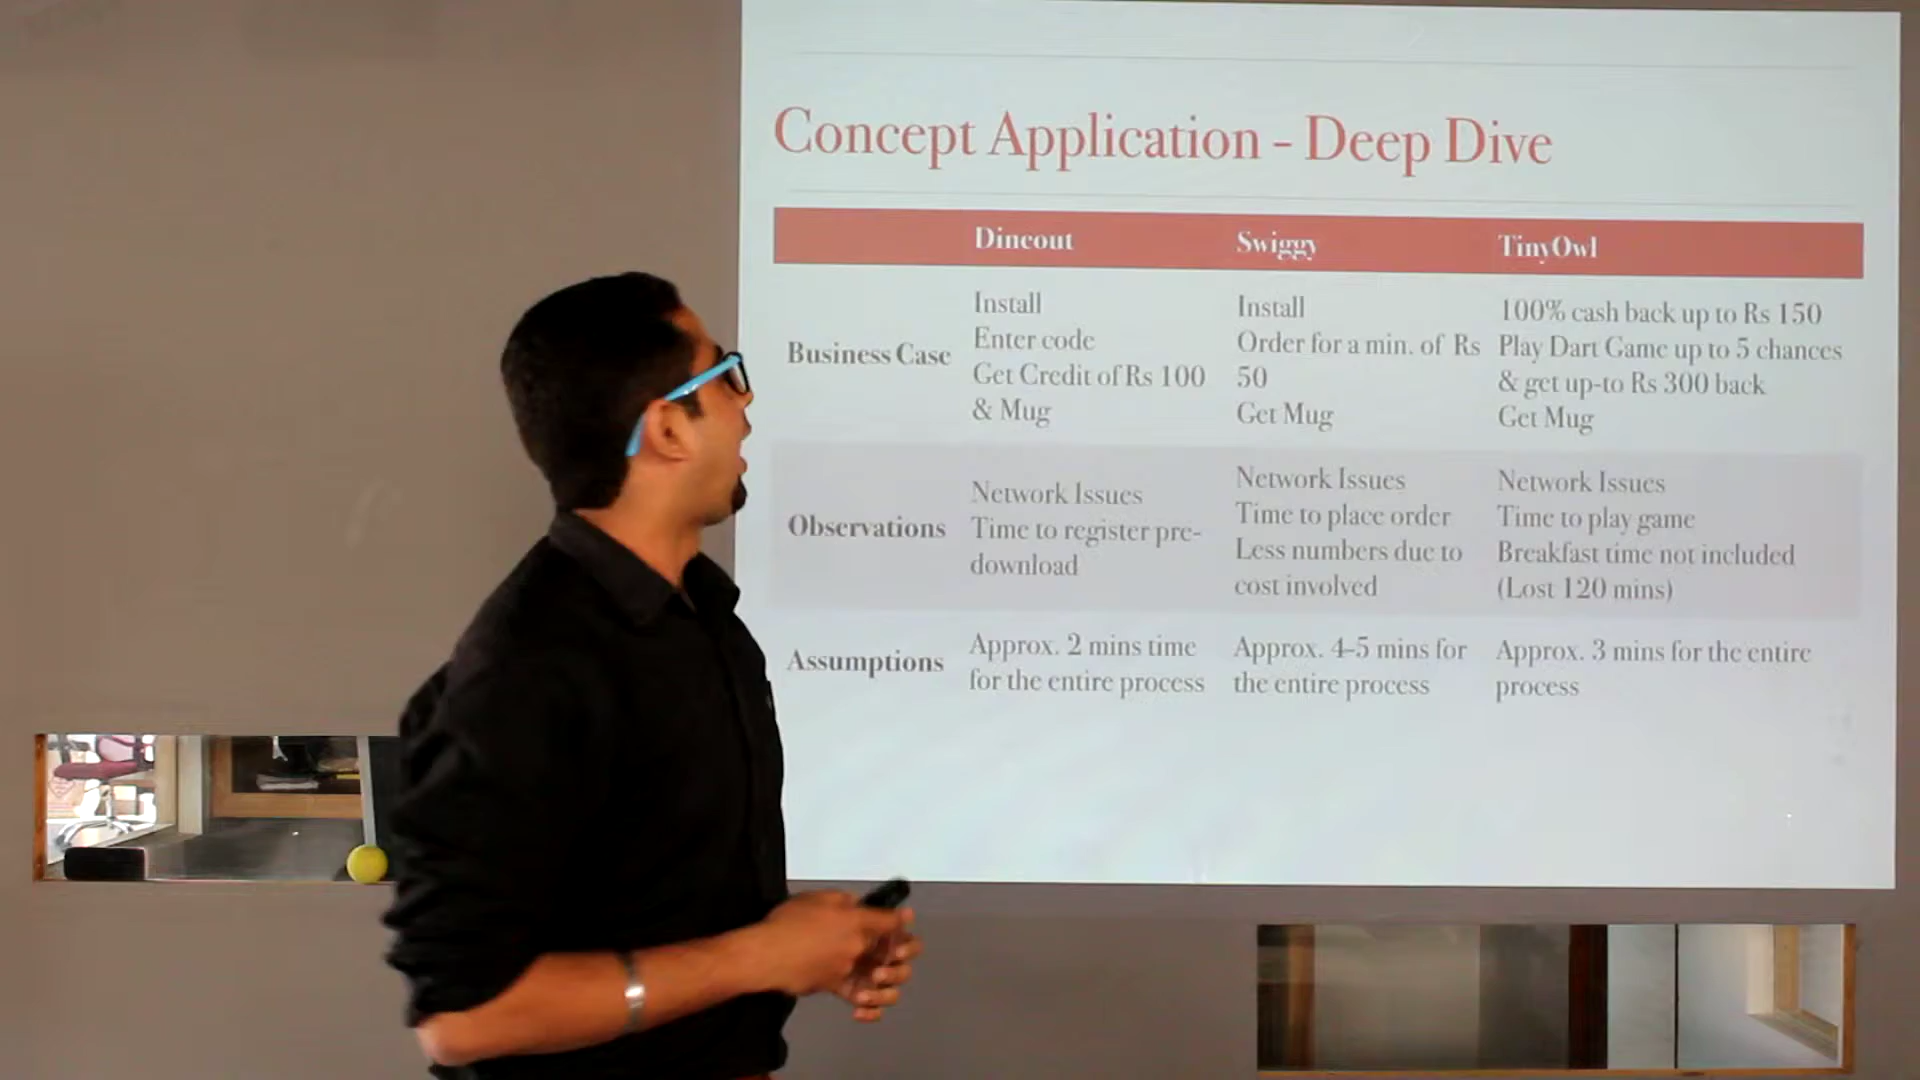 Concept Application - Deep Dive
Dineout
Swiggy
TinyOwl
Business Case
Install
Enter code
Get Credit of Rs 100
& Mug
Install
Order for a min. of Rs
50
Get Mug
100% cash back up to Rs 150
Play Dart Game up to 5 chances
& get up-to Rs 300 back
Get Mug
Observations
Network Issues
Time to register pre-
download
Network Issues
Time to place order
Less numbers due to
cost involved
Network Issues
Time to play game
Breakfast time not included
(Lost 120 mins)
Assumptions
Approx. 2 mins time
for the entire process
Approx. 4-5 mins for
the entire process
Approx. 3 mins for the entire
process